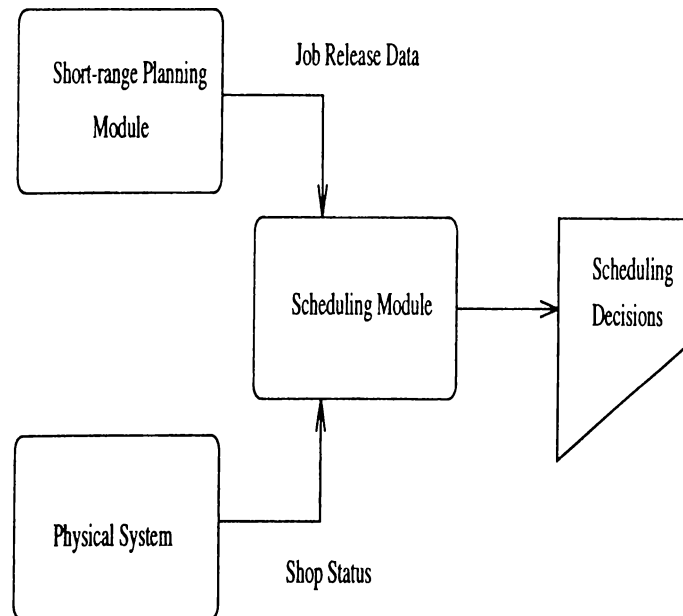 Job Release Data
Short-range Planning
Module
Scheduling Module
Scheduling
Decisions
Physical System
Shop Status